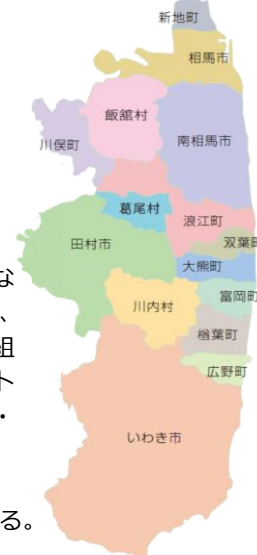 新地町
相馬市
飯舘村
川俣町
南相馬市
葛尾村
浪江町
双葉町
田村市
大熊町
な
川内村
富岡町
、
楢葉町
組
広野町
ト
・
いわき市
る。